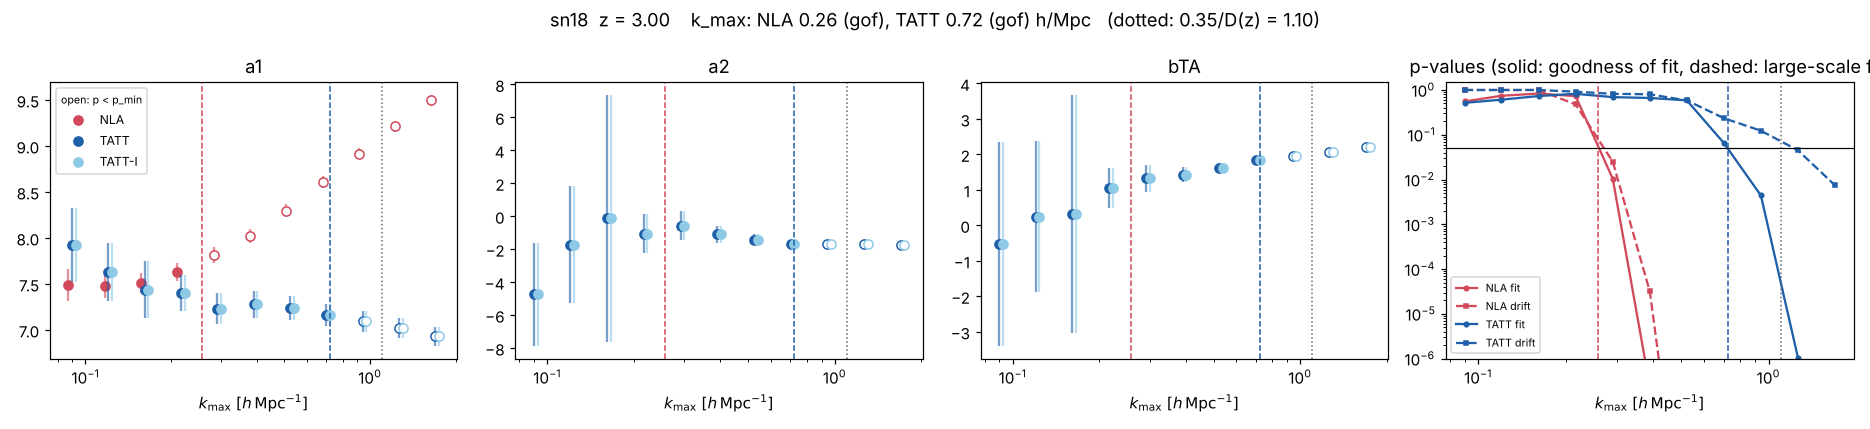 sn18 z = 3.00 k_max: NLA 0.26 (gof), TATT 0.72 (gof) h/Mpc (dotted: 0.35/D(z) = 1.10)
a1
9.5
9.0
8.5
8.0
7.5
7.0
open: p < p_min
NLA
TATT
TATT-I
10⁻¹
10⁰
k_max [h Mpc⁻¹]
a2
8
6
4
2
0
−2
−4
−6
−8
10⁻¹
10⁰
k_max [h Mpc⁻¹]
bTA
4
3
2
1
0
−1
−2
−3
10⁻¹
10⁰
k_max [h Mpc⁻¹]
p-values (solid: goodness of fit, dashed: large-scale f
10⁰
10⁻¹
10⁻²
10⁻³
10⁻⁴
10⁻⁵
10⁻⁶
NLA fit
NLA drift
TATT fit
TATT drift
10⁻¹
10⁰
k_max [h Mpc⁻¹]